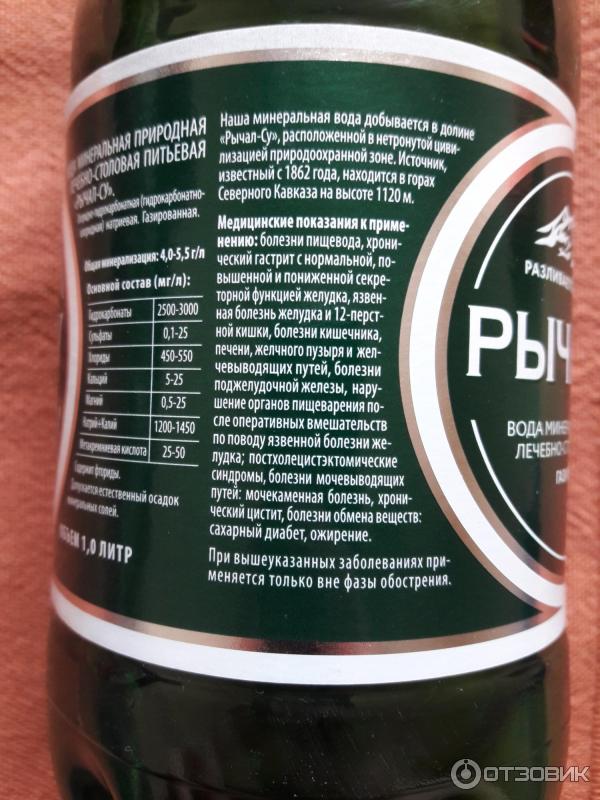 МИНЕРАЛЬНАЯ ПРИРОДНАЯ
ЛЕЧЕБНО-СТОЛОВАЯ ПИТЬЕВАЯ
«РЫЧАЛ-СУ».
(гидрокарбонатно-
натриевая. Газированная.
Общая минерализация: 4,0-5,5 г/л
Основной состав (мг/л):
Гидрокарбонаты 2500-3000
Сульфаты 0,1-25
Хлориды 450-550
Кальций 5-25
Магний 0,5-25
Натрий+Калий 1200-1450
Метакремниевая кислота 25-50
Содержит фториды.
Допускается естественный осадок
минеральных солей.
ОБЪЕМ 1,0 ЛИТР
Наша минеральная вода добывается в долине
«Рычал-Су», расположенной в нетронутой циви-
лизацией природоохранной зоне. Источник,
известный с 1862 года, находится в горах
Северного Кавказа на высоте 1120 м.
Медицинские показания к приме-
нению: болезни пищевода, хрони-
ческий гастрит с нормальной, по-
вышенной и пониженной секре-
торной функцией желудка, язвен-
ная болезнь желудка и 12-перст-
ной кишки, болезни кишечника,
печени, желчного пузыря и жел-
чевыводящих путей, болезни
поджелудочной железы, нару-
шение органов пищеварения по-
сле оперативных вмешательств
по поводу язвенной болезни же-
лудка; постхолецистэктомические
синдромы, болезни мочевыводящих
путей: мочекаменная болезнь, хрони-
ческий цистит, болезни обмена веществ:
сахарный диабет, ожирение.
При вышеуказанных заболеваниях при-
меняется только вне фазы обострения.
РАЗЛИВАН
РЫЧ
ВОДА МИНЕ
ЛЕЧЕБНО-СТ
ГАЗ
ОТЗОВИК